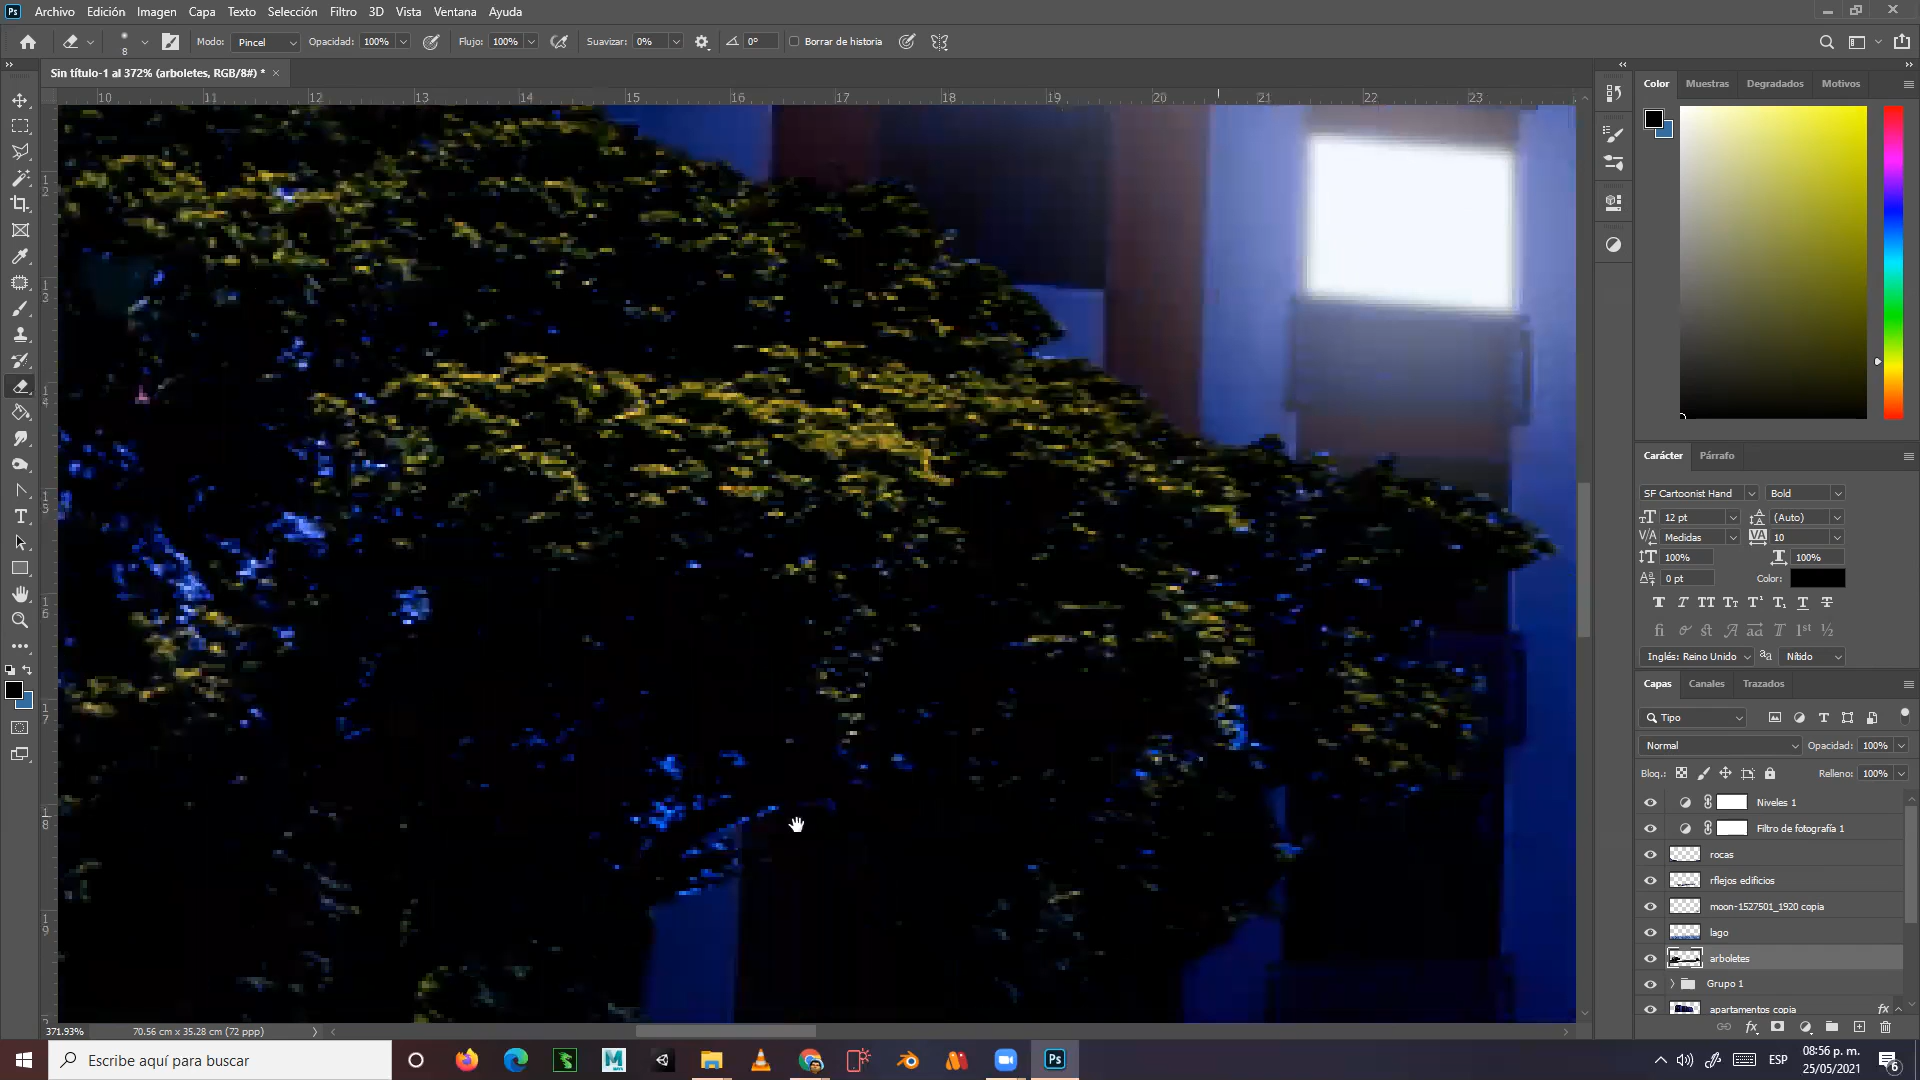 Archivo Edición Imagen Capa Texto Selección Filtro 3D Vista Ventana Ayuda
8 Modo: Pincel Opacidad: 100% Flujo: 100% Suavizar: 0% 0° Borrar de historia
Sin título-1 al 372% (arboletes, RGB/8#) *
10 11 12 13 14 15 16 17 18 19 20 21 22 23
Color Muestras Degradados Motivos
Carácter Párrafo
SF Cartoonist Hand Bold
12 pt (Auto)
Medidas 10
100% 100%
0 pt Color:
Inglés: Reino Unido aa Nítido
Capas Canales Trazados
Tipo
Normal Opacidad: 100%
Bloq.: Relleno: 100%
Niveles 1
Filtro de fotografía 1
rocas
rflejos edificios
moon-1527501_1920 copia
lago
arboletes
Grupo 1
apartamentos copia fx
371.93% 70.56 cm x 35.28 cm (72 ppp)
Escribe aquí para buscar
ESP
08:56 p. m.
25/05/2021
6